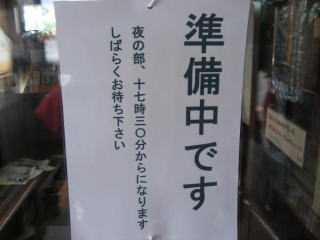 準備中です
夜の部、十七時三〇分からになります
しばらくお待ち下さい